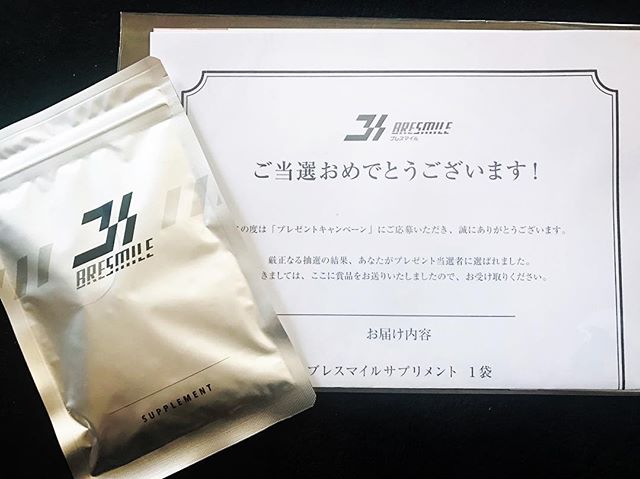 BRESMILE
SUPPLEMENT
BRESMILE
ブレスマイル
ご当選おめでとうございます！
の度は「プレゼントキャンペーン」にご応募いただき、誠にありがとうございます。
厳正なる抽選の結果、あなたがプレゼント当選者に選ばれました。
きましては、ここに賞品をお送りいたしましたので、お受け取りください。
お届け内容
ブレスマイルサプリメント 1袋